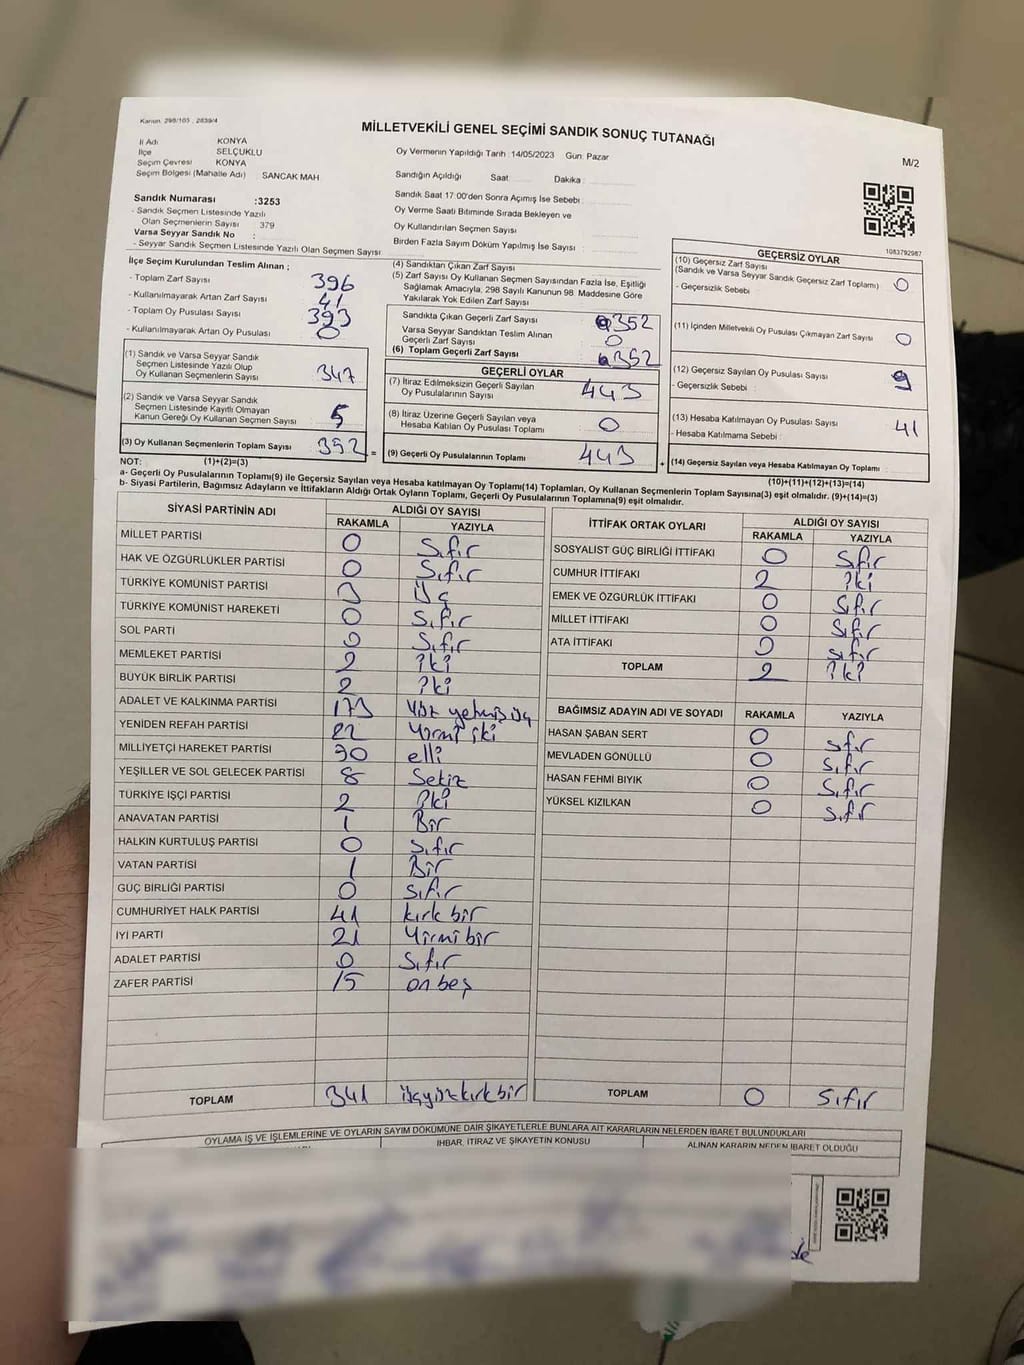 Kanun. 298/105 , 2839/4
MİLLETVEKİLİ GENEL SEÇİMİ SANDIK SONUÇ TUTANAĞI
M/2
İl Adı KONYA
İlçe SELÇUKLU
Seçim Çevresi KONYA
Seçim Bölgesi (Mahalle Adı) : SANCAK MAH
Oy Vermenin Yapıldığı Tarih :14/05/2023 Gün: Pazar
Sandığın Açıldığı Saat Dakika :
Sandık Saat 17:00'den Sonra Açımış İse Sebebi :
Oy Verme Saati Bitiminde Sırada Bekleyen ve
Oy Kullandırılan Seçmen Sayısı :
Birden Fazla Sayım Döküm Yapılmış İse Sayısı :
Sandık Numarası :3253
- Sandık Seçmen Listesinde Yazılı
Olan Seçmenlerin Sayısı : 379
Varsa Seyyar Sandık No :
- Seyyar Sandık Seçmen Listesinde Yazılı Olan Seçmen Sayısı
1083792987
İlçe Seçim Kurulundan Teslim Alınan ;
- Toplam Zarf Sayısı 396
- Kullanılmayarak Artan Zarf Sayısı 41
- Toplam Oy Pusulası Sayısı 393
- Kullanılmayarak Artan Oy Pusulası 0
(1) Sandık ve Varsa Seyyar Sandık
Seçmen Listesinde Yazılı Olup
Oy Kullanan Seçmenlerin Sayısı 347
(2) Sandık ve Varsa Seyyar Sandık
Seçmen Listesinde Kayıtlı Olmayan
Kanun Gereği Oy Kullanan Seçmen Sayısı 5
(3) Oy Kullanan Seçmenlerin Toplam Sayısı 352 =
(4) Sandıktan Çıkan Zarf Sayısı
(5) Zarf Sayısı Oy Kullanan Seçmen Sayısından Fazla İse, Eşitliği
Sağlamak Amacıyla, 298 Sayılı Kanunun 98. Maddesine Göre
Yakılarak Yok Edilen Zarf Sayısı
Sandıkta Çıkan Geçerli Zarf Sayısı 352
Varsa Seyyar Sandıktan Teslim Alınan
Geçerli Zarf Sayısı 0
(6) Toplam Geçerli Zarf Sayısı 352
GEÇERLİ OYLAR
(7) İtiraz Edilmeksizin Geçerli Sayılan
Oy Pusulalarının Sayısı 443
(8) İtiraz Üzerine Geçerli Sayılan veya
Hesaba Katılan Oy Pusulası Toplamı 0
(9) Geçerli Oy Pusulalarının Toplamı 443 +
GEÇERSİZ OYLAR
(10) Geçersiz Zarf Sayısı
(Sandık ve Varsa Seyyar Sandık Geçersiz Zarf Toplamı) 0
- Geçersizlik Sebebi :
(11) İçinden Milletvekili Oy Pusulası Çıkmayan Zarf Sayısı 0
(12) Geçersiz Sayılan Oy Pusulası Sayısı 9
- Geçersizlik Sebebi :
(13) Hesaba Katılmayan Oy Pusulası Sayısı 41
- Hesaba Katılmama Sebebi :
(14) Geçersiz Sayılan veya Hesaba Katılmayan Oy Toplamı :
NOT: (1)+(2)=(3) (10)+(11)+(12)+(13)=(14)
a- Geçerli Oy Pusulalarının Toplamı(9) ile Geçersiz Sayılan veya Hesaba katılmayan Oy Toplamı(14) Toplamları, Oy Kullanan Seçmenlerin Toplam Sayısına(3) eşit olmalıdır. (9)+(14)=(3)
b- Siyasi Partilerin, Bağımsız Adayların ve İttifakların Aldığı Ortak Oyların Toplamı, Geçerli Oy Pusulalarının Toplamına(9) eşit olmalıdır.
SİYASİ PARTİNİN ADI ALDIĞI OY SAYISI
RAKAMLA YAZIYLA
MİLLET PARTİSİ 0 Sıfır
HAK VE ÖZGÜRLÜKLER PARTİSİ 0 Sıfır
TÜRKİYE KOMÜNİST PARTİSİ 3 Üç
TÜRKİYE KOMÜNİST HAREKETİ 0 Sıfır
SOL PARTİ 0 Sıfır
MEMLEKET PARTİSİ 2 İki
BÜYÜK BİRLİK PARTİSİ 2 İki
ADALET VE KALKINMA PARTİSİ 173 Yüz yetmiş üç
YENİDEN REFAH PARTİSİ 22 Yirmi iki
MİLLİYETÇİ HAREKET PARTİSİ 50 elli
YEŞİLLER VE SOL GELECEK PARTİSİ 8 Sekiz
TÜRKİYE İŞÇİ PARTİSİ 2 İki
ANAVATAN PARTİSİ 1 Bir
HALKIN KURTULUŞ PARTİSİ 0 Sıfır
VATAN PARTİSİ 1 Bir
GÜÇ BİRLİĞİ PARTİSİ 0 sıfır
CUMHURİYET HALK PARTİSİ 41 kırk bir
İYİ PARTİ 21 Yirmi bir
ADALET PARTİSİ 0 Sıfır
ZAFER PARTİSİ 15 on beş
TOPLAM 341 üçyüz kırk bir
İTTİFAK ORTAK OYLARI ALDIĞI OY SAYISI
RAKAMLA YAZIYLA
SOSYALİST GÜÇ BİRLİĞİ İTTİFAKI 0 Sıfır
CUMHUR İTTİFAKI 2 İki
EMEK VE ÖZGÜRLÜK İTTİFAKI 0 Sıfır
MİLLET İTTİFAKI 0 Sıfır
ATA İTTİFAKI 0 sıfır
TOPLAM 2 İki
BAĞIMSIZ ADAYIN ADI VE SOYADI RAKAMLA YAZIYLA
HASAN ŞABAN SERT 0 sıfır
MEVLADEN GÖNÜLLÜ 0 Sıfır
HASAN FEHMİ BIYIK 0 Sıfır
YÜKSEL KIZILKAN 0 sıfır
TOPLAM 0 Sıfır
OYLAMA İŞ VE İŞLEMLERİNE VE OYLARIN SAYIM DÖKÜMÜNE DAİR ŞİKAYETLERLE BUNLARA AİT KARARLARIN NELERDEN İBARET BULUNDUKLARI
İHBAR, İTİRAZ VE ŞİKAYETİN KONUSU ALINAN KARARIN NEDEN İBARET OLDUĞU